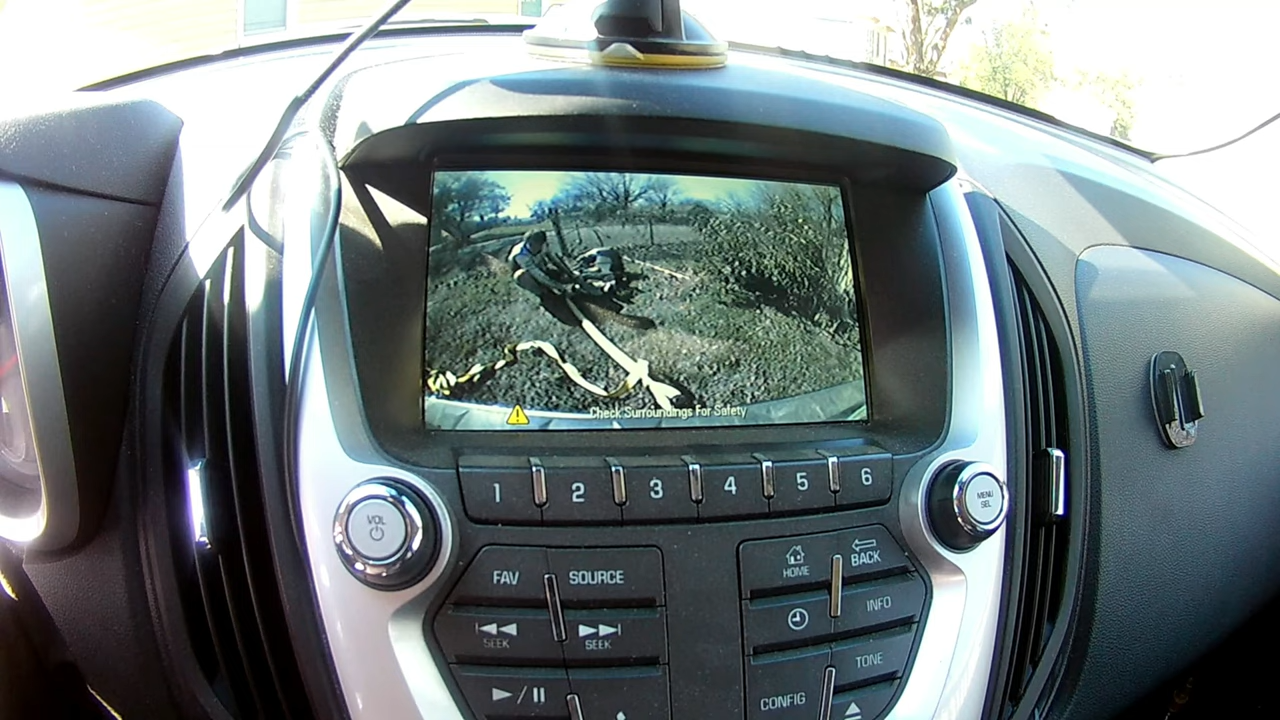 Check Surroundings For Safety
1 2 3 4 5 6
VOL
MENU
SEL
FAV SOURCE
HOME
BACK
INFO
SEEK SEEK
TONE
CONFIG